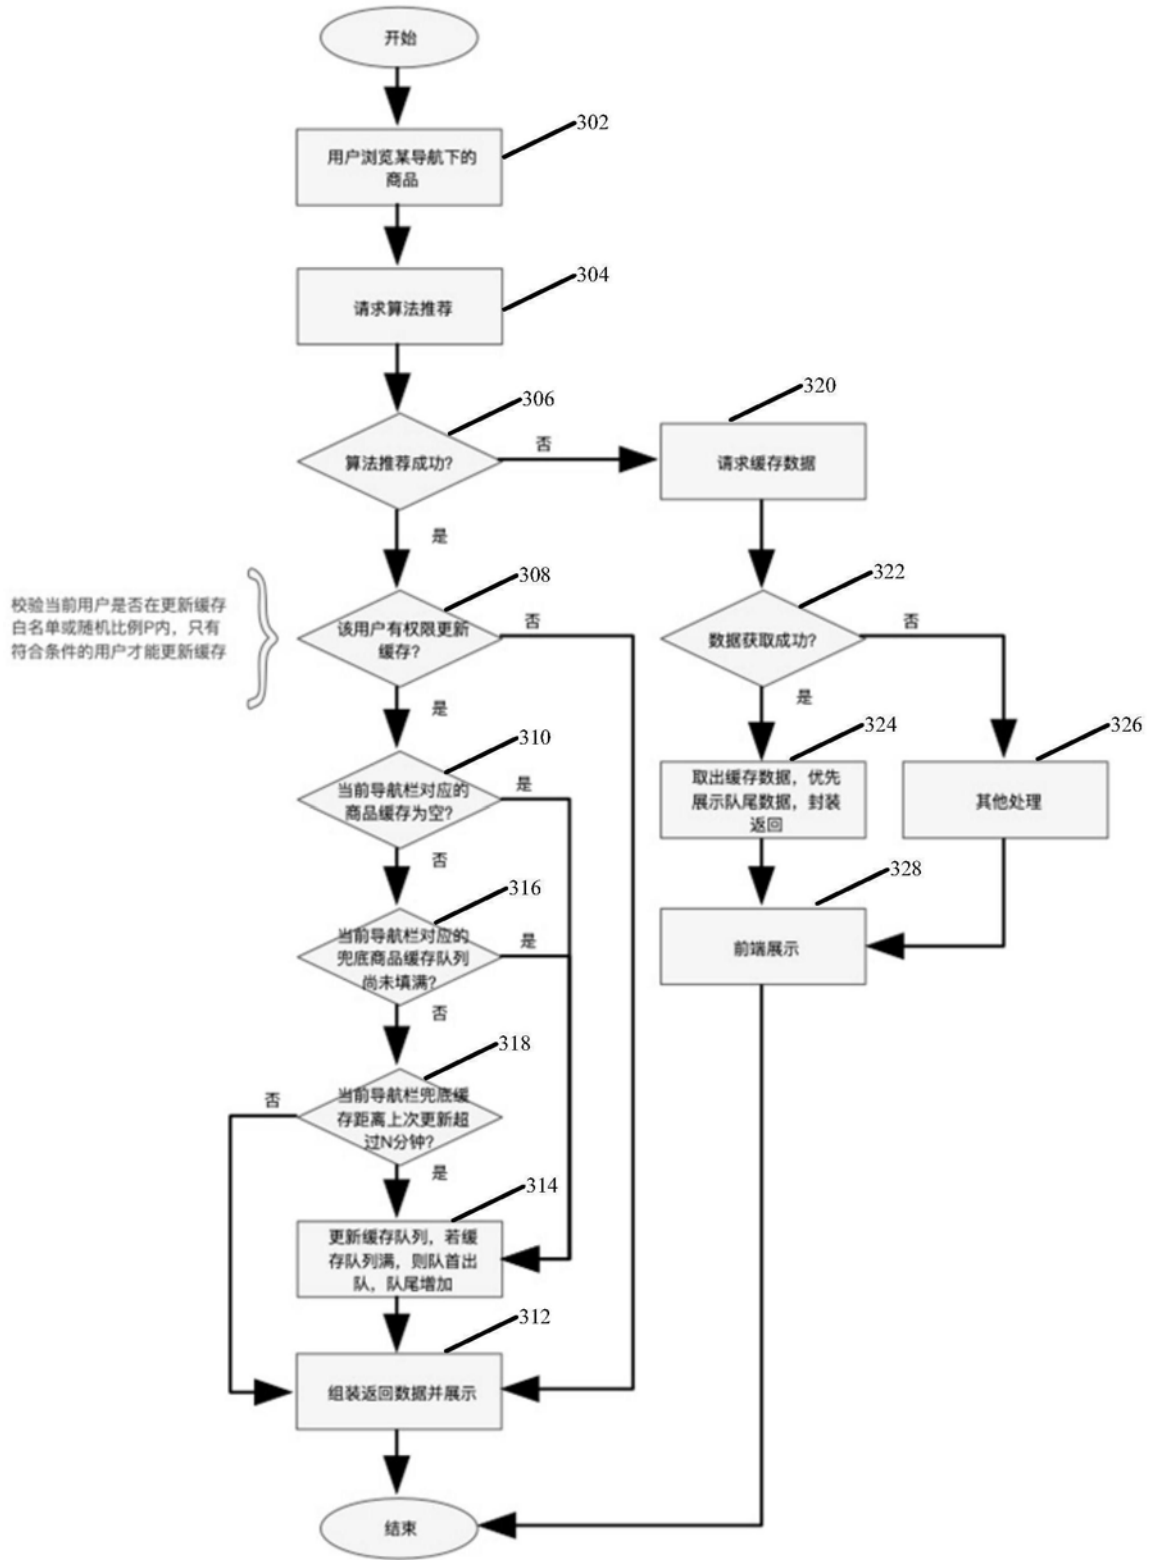 开始
302
用户浏览某导航下的
商品
304
请求算法推荐
306
算法推荐成功?
否
320
请求缓存数据
是
308
该用户有权限更新
缓存?
否
校验当前用户是否在更新缓存
白名单或随机比例P内，只有
符合条件的用户才能更新缓存
322
数据获取成功?
否
是
是
310
当前导航栏对应的
商品缓存为空?
是
324
取出缓存数据，优先
展示队尾数据，封装
返回
326
其他处理
否
316
当前导航栏对应的
兜底商品缓存队列
尚未填满?
是
328
前端展示
否
318
当前导航栏兜底缓
存距离上次更新超
过N分钟?
否
是
314
更新缓存队列，若缓
存队列满，则队首出
队，队尾增加
312
组装返回数据并展示
结束